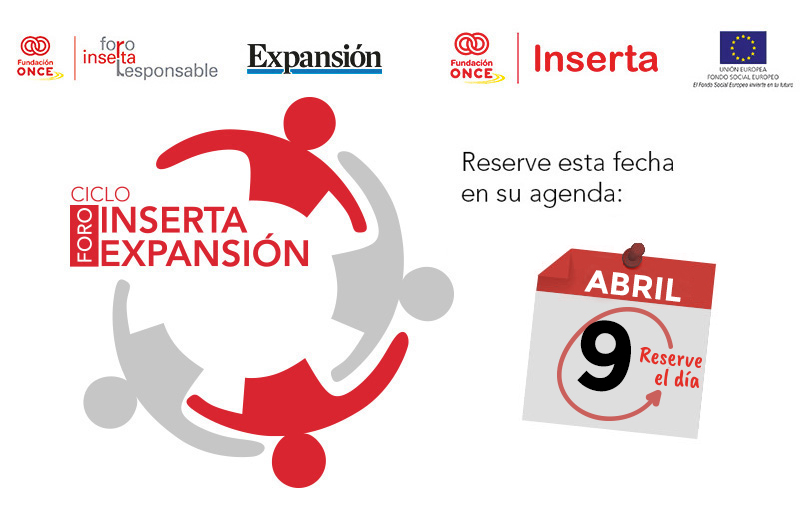 Fundación
ONCE
foro
inserta
responsable
Expansión
Fundación
ONCE
Inserta
UNIÓN EUROPEA
FONDO SOCIAL EUROPEO
El Fondo Social Europeo invierte en tu futuro
Reserve esta fecha
en su agenda:
CICLO
FORO
INSERTA
EXPANSIÓN
ABRIL
9
Reserve
el día